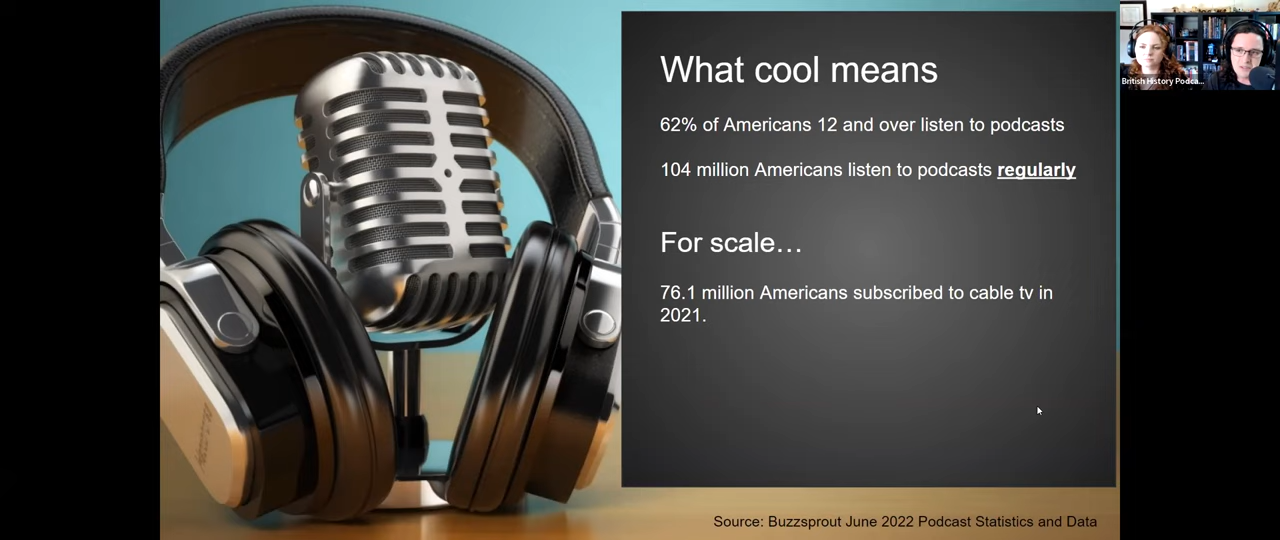 What cool means
62% of Americans 12 and over listen to podcasts
104 million Americans listen to podcasts regularly
For scale…
76.1 million Americans subscribed to cable tv in
2021.
Source: Buzzsprout June 2022 Podcast Statistics and Data
British History Podca...